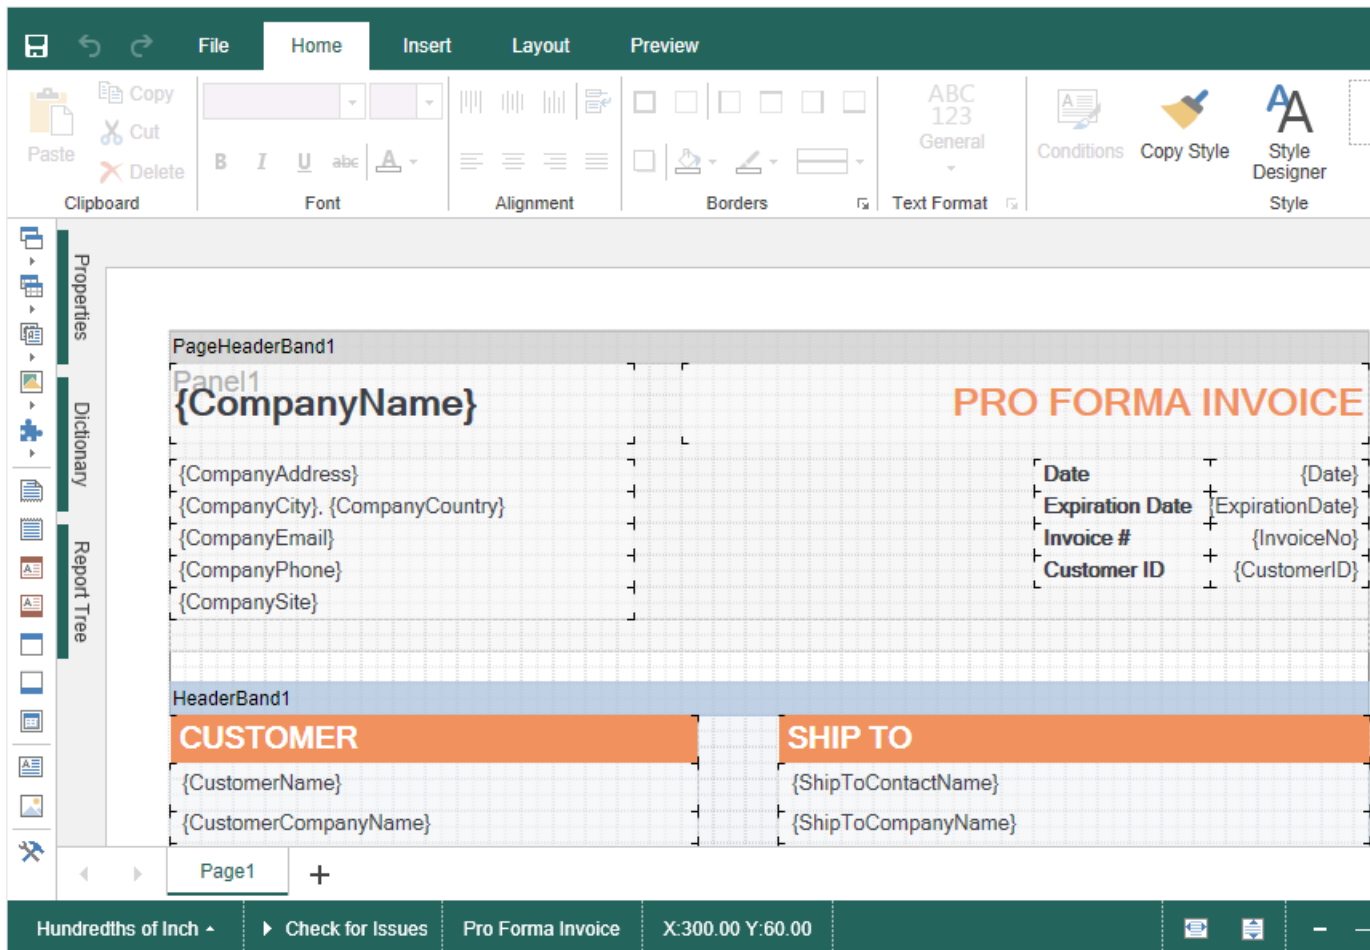 File Home Insert Layout Preview
Paste
Copy
Cut
Delete
Clipboard
B I U abc A
Font
Alignment
Borders
ABC
123
General
Text Format
Conditions
Copy Style
Style
Designer
Style
Properties
Dictionary
Report Tree
PageHeaderBand1
Panel1
{CompanyName}
PRO FORMA INVOICE
{CompanyAddress}
{CompanyCity}, {CompanyCountry}
{CompanyEmail}
{CompanyPhone}
{CompanySite}
Date {Date}
Expiration Date {ExpirationDate}
Invoice # {InvoiceNo}
Customer ID {CustomerID}
HeaderBand1
CUSTOMER SHIP TO
{CustomerName} {ShipToContactName}
{CustomerCompanyName} {ShipToCompanyName}
Page1 +
Hundredths of Inch Check for Issues Pro Forma Invoice X:300.00 Y:60.00